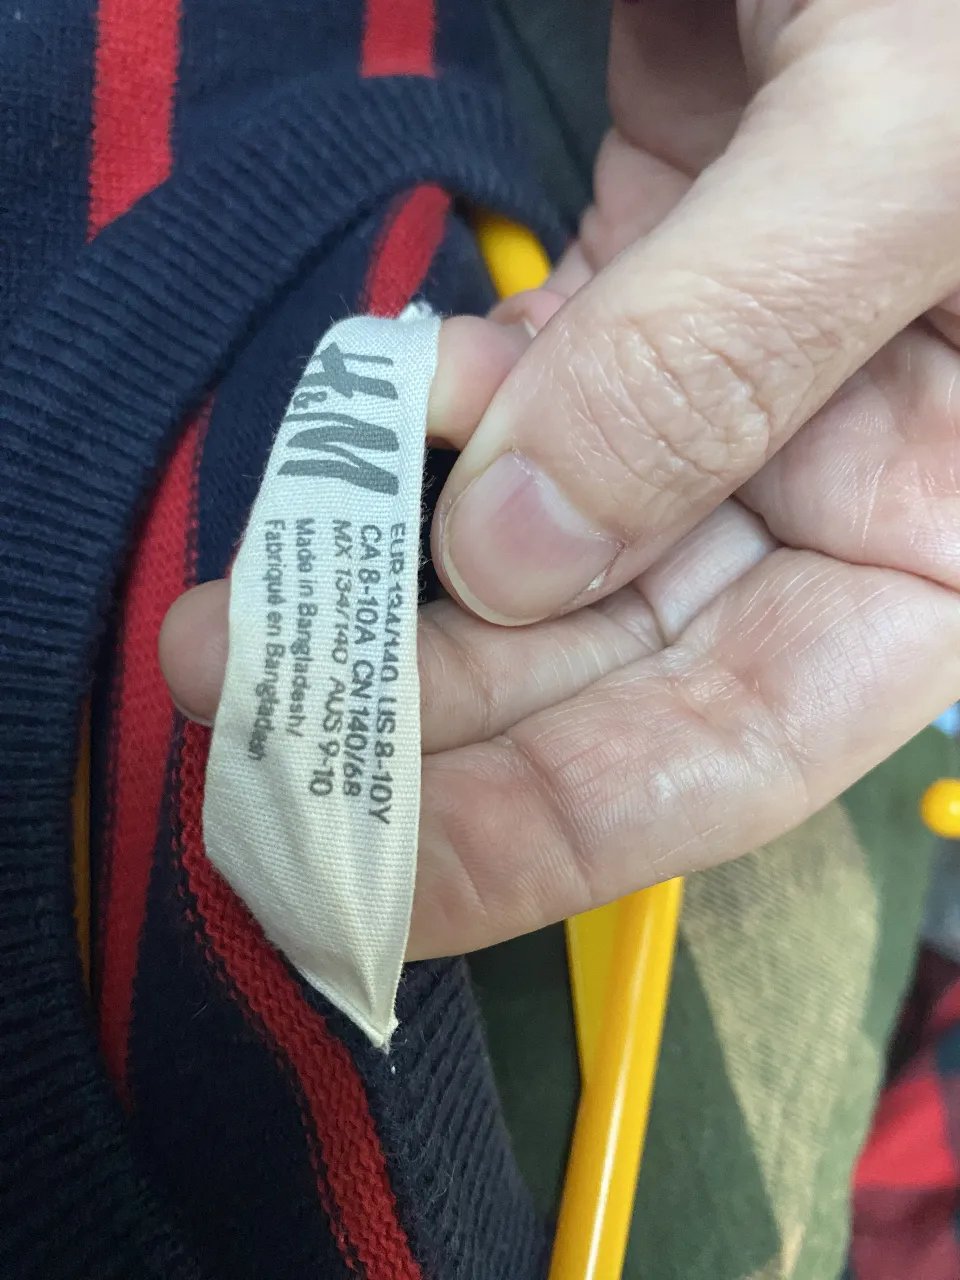 H&M
EUR 134/140 US 8-10Y
CA 8-10A CN 140/68
MX 134/140 AUS 9-10
Made in Bangladesh/
Fabriqué en Bangladesh